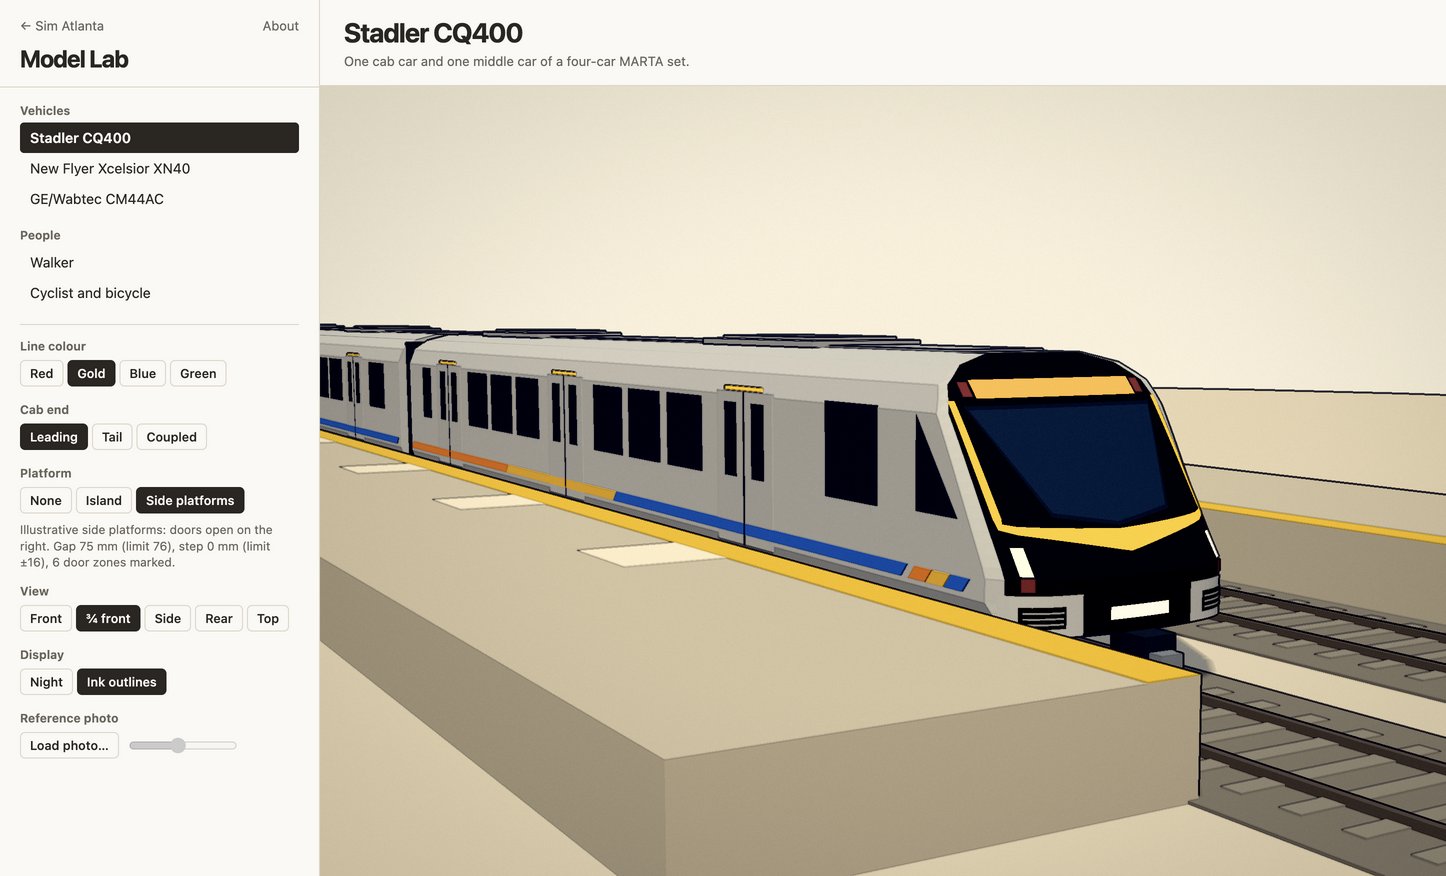 ← Sim Atlanta
About
Model Lab
Vehicles
Stadler CQ400
New Flyer Xcelsior XN40
GE/Wabtec CM44AC
People
Walker
Cyclist and bicycle
Line colour
Red
Gold
Blue
Green
Cab end
Leading
Tail
Coupled
Platform
None
Island
Side platforms
Illustrative side platforms: doors open on the
right. Gap 75 mm (limit 76), step 0 mm (limit
±16), 6 door zones marked.
View
Front
¾ front
Side
Rear
Top
Display
Night
Ink outlines
Reference photo
Load photo...
Stadler CQ400
One cab car and one middle car of a four-car MARTA set.